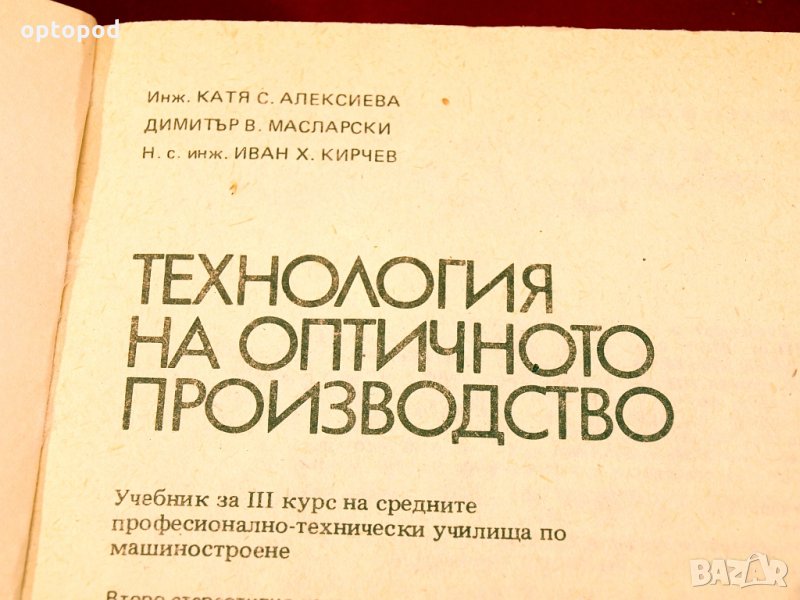 optopod
Инж. КАТЯ С. АЛЕКСИЕВА
ДИМИТЪР В. МАСЛАРСКИ
Н. с. инж. ИВАН Х. КИРЧЕВ
ТЕХНОЛОГИЯ
НА ОПТИЧНОТО
ПРОИЗВОДСТВО
Учебник за III курс на средните
професионално-технически училища по
машиностроене
Второ
BAZAR